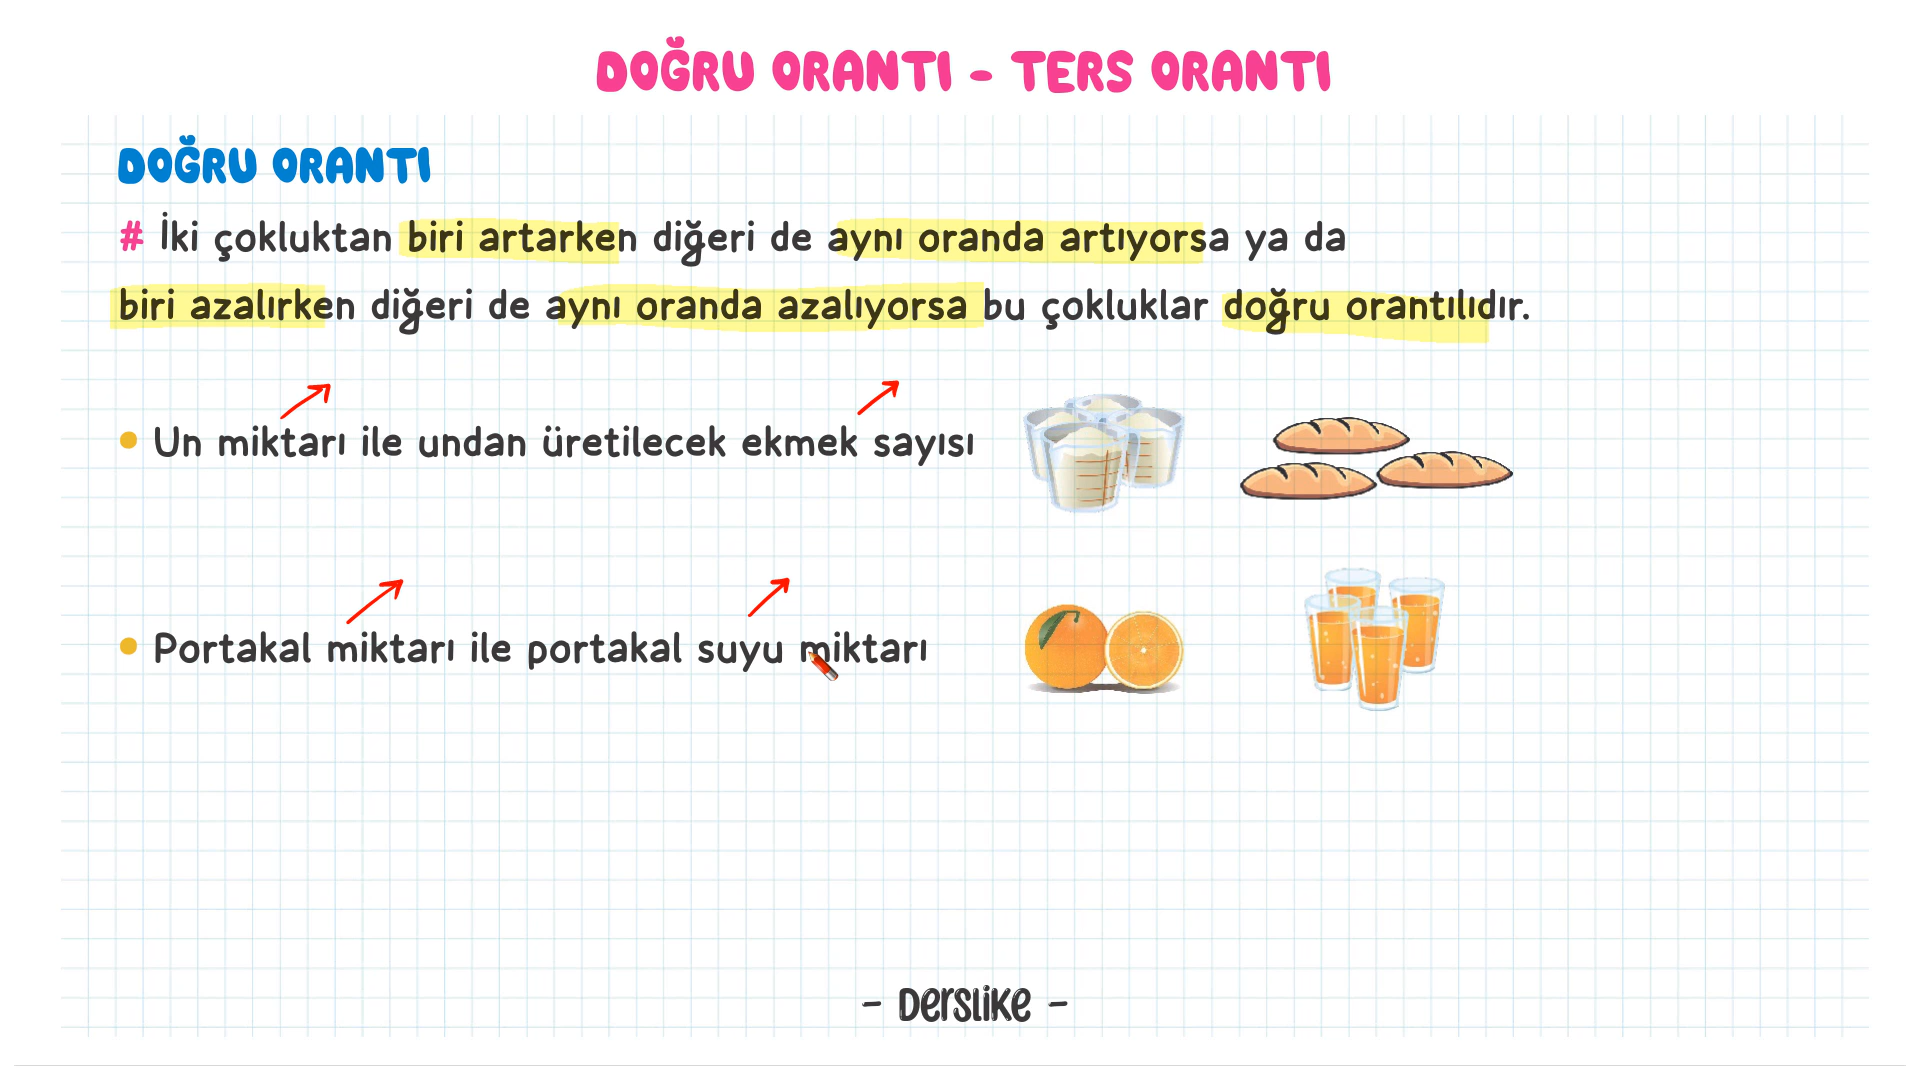 DOĞRU ORANTI - TERS ORANTI
DOĞRU ORANTI
# İki çokluktan biri artarken diğeri de aynı oranda artıyorsa ya da
biri azalırken diğeri de aynı oranda azalıyorsa bu çokluklar doğru orantılıdır.
• Un miktarı ile undan üretilecek ekmek sayısı
• Portakal miktarı ile portakal suyu miktarı
- Derslike -